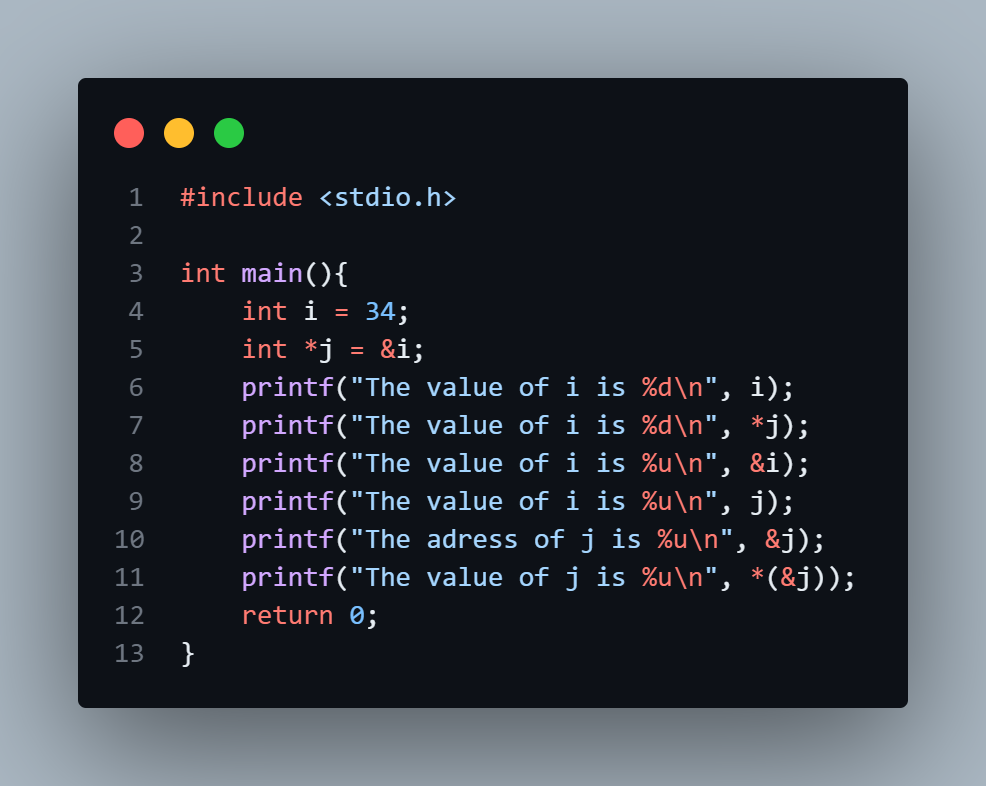 1 #include <stdio.h>
2
3 int main(){
4     int i = 34;
5     int *j = &i;
6     printf("The value of i is %d\n", i);
7     printf("The value of i is %d\n", *j);
8     printf("The value of i is %u\n", &i);
9     printf("The value of i is %u\n", j);
10     printf("The adress of j is %u\n", &j);
11     printf("The value of j is %u\n", *(&j));
12     return 0;
13 }